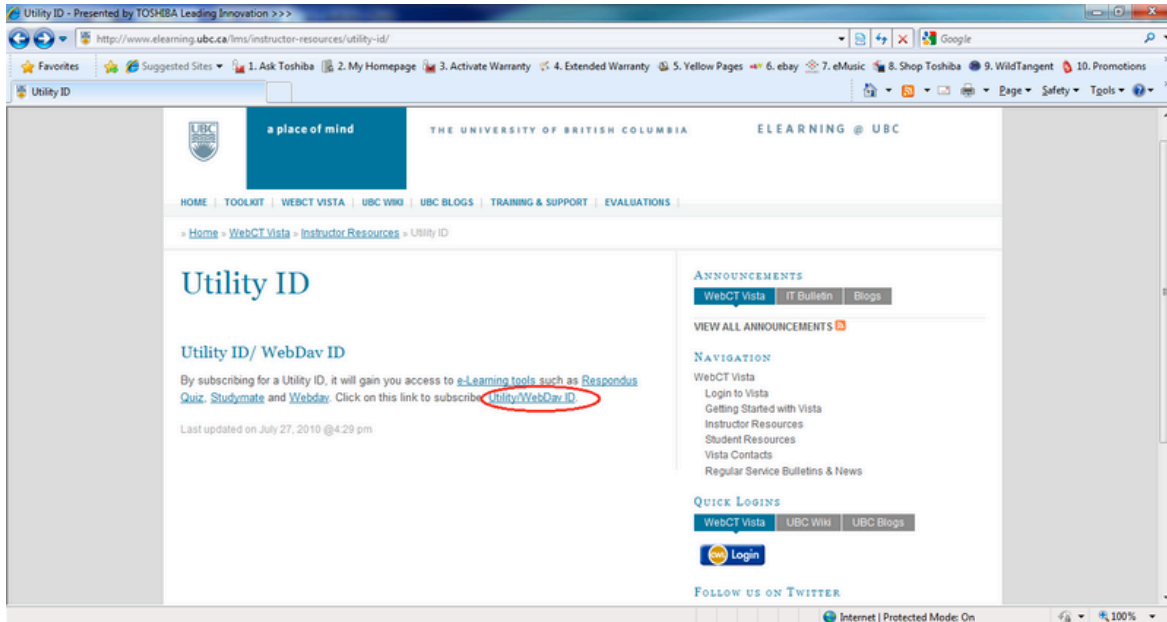 Utility ID - Presented by TOSHIBA Leading Innovation >>>
http://www.elearning.ubc.ca/lms/instructor-resources/utility-id/
Google
Favorites Suggested Sites 1. Ask Toshiba 2. My Homepage 3. Activate Warranty 4. Extended Warranty 5. Yellow Pages 6. ebay 7. eMusic 8. Shop Toshiba 9. WildTangent 10. Promotions
Utility ID Page Safety Tools
UBC a place of mind THE UNIVERSITY OF BRITISH COLUMBIA ELEARNING @ UBC
HOME | TOOLKIT | WEBCT VISTA | UBC WIKI | UBC BLOGS | TRAINING & SUPPORT | EVALUATIONS |
» Home » WebCT Vista » Instructor Resources » Utility ID
Utility ID
Utility ID/ WebDav ID
By subscribing for a Utility ID, it will gain you access to e-Learning tools such as Respondus
Quiz, Studymate and Webdav. Click on this link to subscribe Utility/WebDav ID.
Last updated on July 27, 2010 @4:29 pm
ANNOUNCEMENTS
WebCT Vista IT Bulletin Blogs
VIEW ALL ANNOUNCEMENTS
NAVIGATION
WebCT Vista
Login to Vista
Getting Started with Vista
Instructor Resources
Student Resources
Vista Contacts
Regular Service Bulletins & News
QUICK LOGINS
WebCT Vista UBC Wiki UBC Blogs
CWL Login
FOLLOW US ON TWITTER
Internet | Protected Mode: On 100%